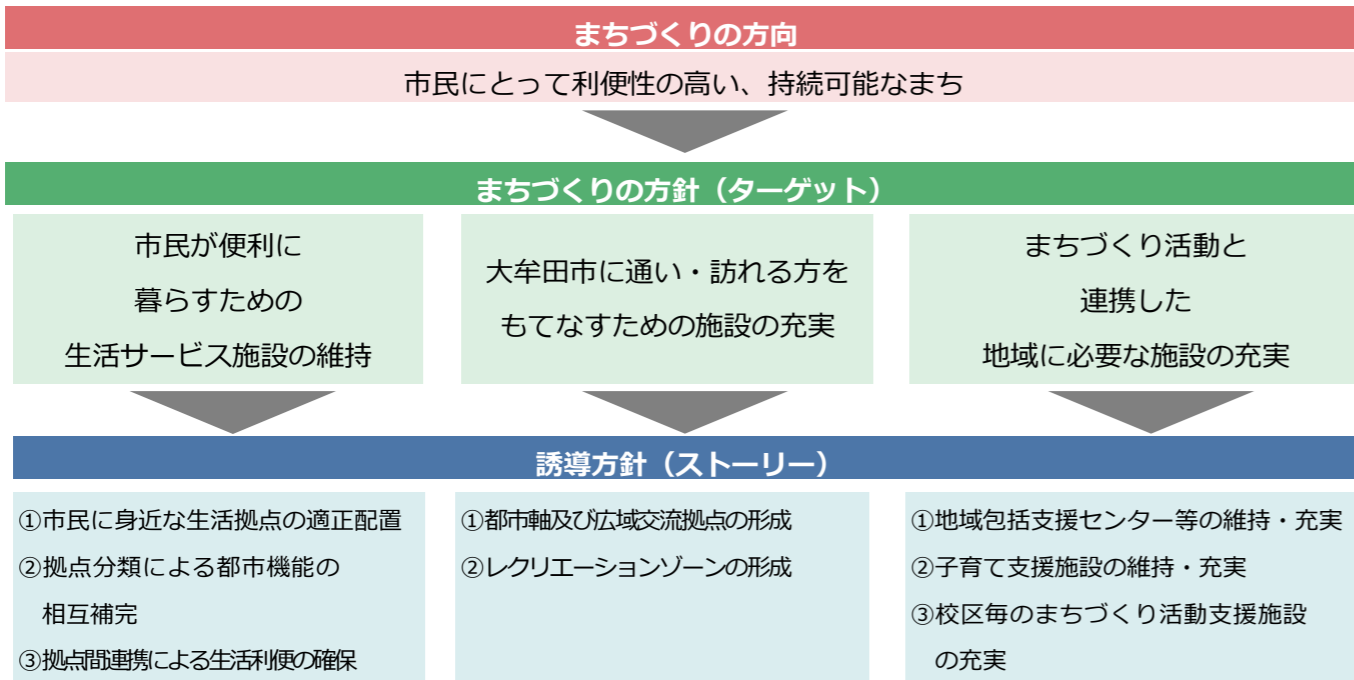 まちづくりの方向
市民にとって利便性の高い、持続可能なまち
まちづくりの方針（ターゲット）
市民が便利に
暮らすための
生活サービス施設の維持
大牟田市に通い・訪れる方を
もてなすための施設の充実
まちづくり活動と
連携した
地域に必要な施設の充実
誘導方針（ストーリー）
①市民に身近な生活拠点の適正配置
②拠点分類による都市機能の
相互補完
③拠点間連携による生活利便の確保
①都市軸及び広域交流拠点の形成
②レクリエーションゾーンの形成
①地域包括支援センター等の維持・充実
②子育て支援施設の維持・充実
③校区毎のまちづくり活動支援施設
の充実